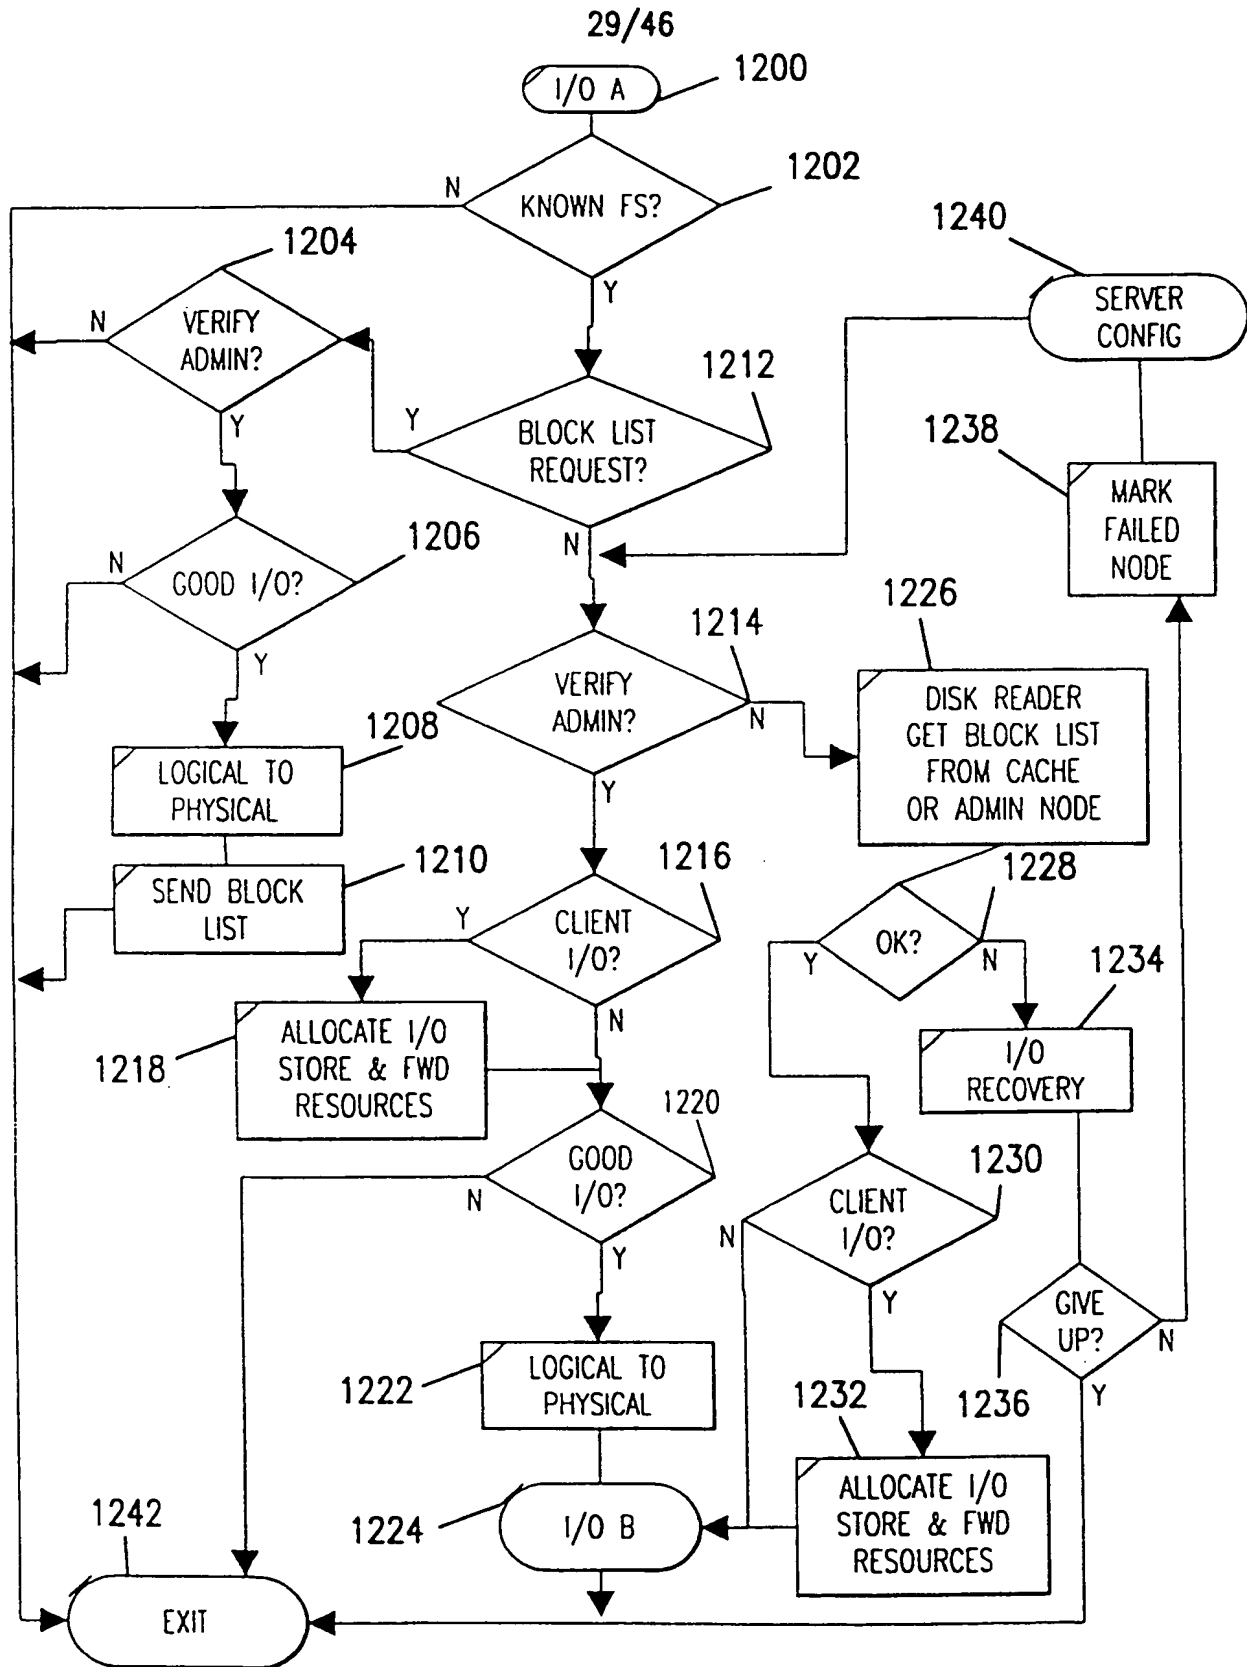 29/46
I/O A
1200
KNOWN FS?
1202
N
Y
1204
VERIFY
ADMIN?
N
Y
1240
SERVER
CONFIG
1212
BLOCK LIST
REQUEST?
Y
N
1238
MARK
FAILED
NODE
1206
GOOD I/O?
N
Y
1214
VERIFY
ADMIN?
N
Y
1226
DISK READER
GET BLOCK LIST
FROM CACHE
OR ADMIN NODE
1208
LOGICAL TO
PHYSICAL
1210
SEND BLOCK
LIST
1216
CLIENT
I/O?
Y
N
1228
OK?
Y
N
1234
I/O
RECOVERY
1218
ALLOCATE I/O
STORE & FWD
RESOURCES
1220
GOOD
I/O?
N
Y
1230
CLIENT
I/O?
N
Y
GIVE
UP?
N
Y
1236
1222
LOGICAL TO
PHYSICAL
1232
ALLOCATE I/O
STORE & FWD
RESOURCES
1224
I/O B
1242
EXIT